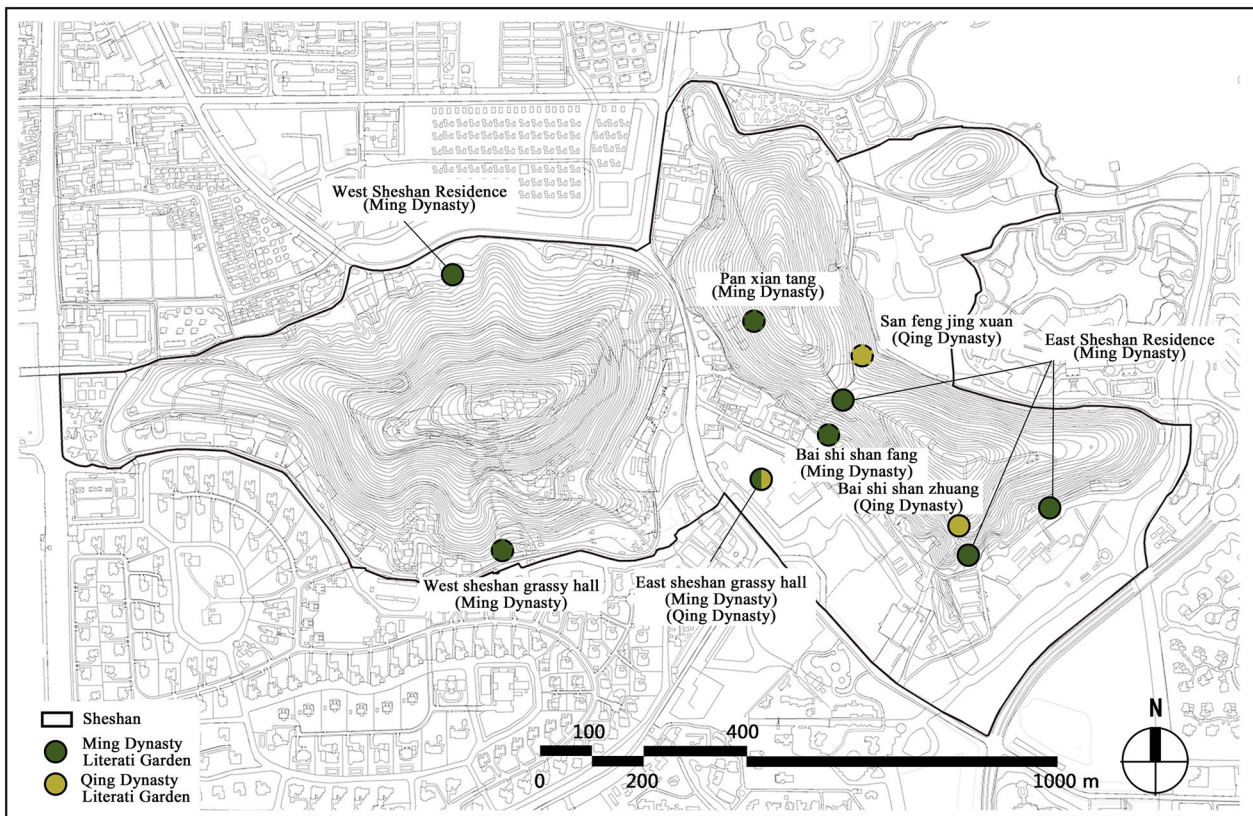 West Sheshan Residence
(Ming Dynasty)
Pan xian tang
(Ming Dynasty)
San feng jing xuan
(Qing Dynasty)
East Sheshan Residence
(Ming Dynasty)
Bai shi shan fang
(Ming Dynasty)
Bai shi shan zhuang
(Qing Dynasty)
West sheshan grassy hall
(Ming Dynasty)
East sheshan grassy hall
(Ming Dynasty)
(Qing Dynasty)
Sheshan
Ming Dynasty
Literati Garden
Qing Dynasty
Literati Garden
100
400
0
200
1000 m
N